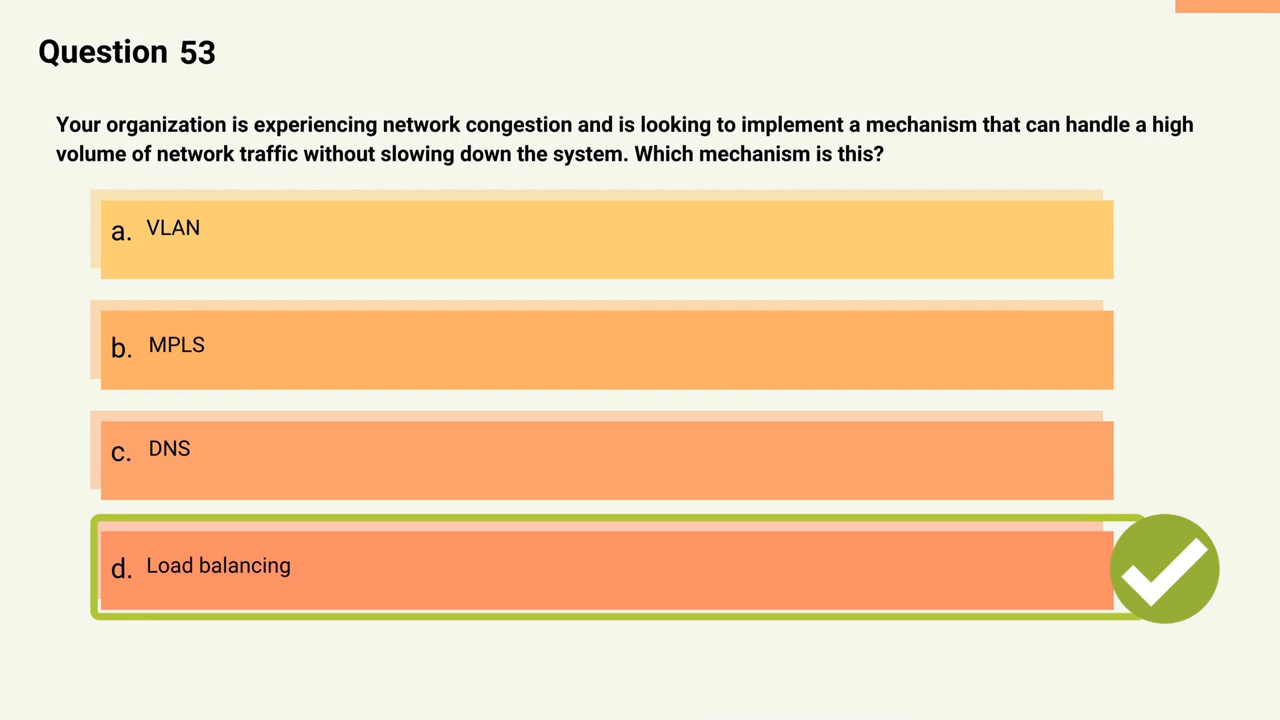 Question 53
Your organization is experiencing network congestion and is looking to implement a mechanism that can handle a high
volume of network traffic without slowing down the system. Which mechanism is this?
a. VLAN
b. MPLS
c. DNS
d. Load balancing